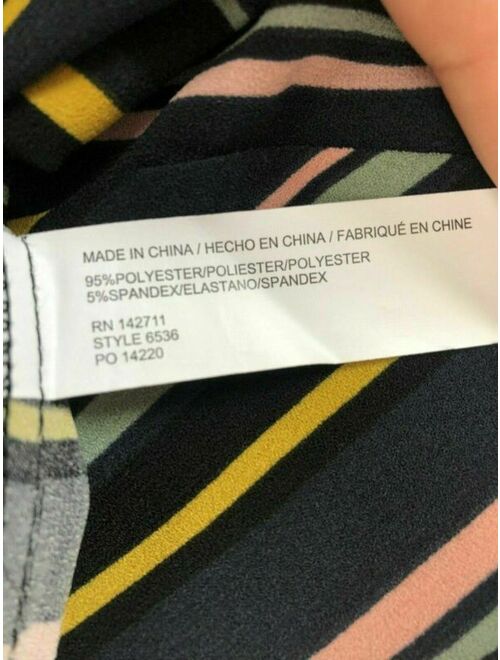 MADE IN CHINA / HECHO EN CHINA / FABRIQUÉ EN CHINE
95%POLYESTER/POLIESTER/POLYESTER
5%SPANDEX/ELASTANO/SPANDEX
RN 142711
STYLE 6536
PO 14220